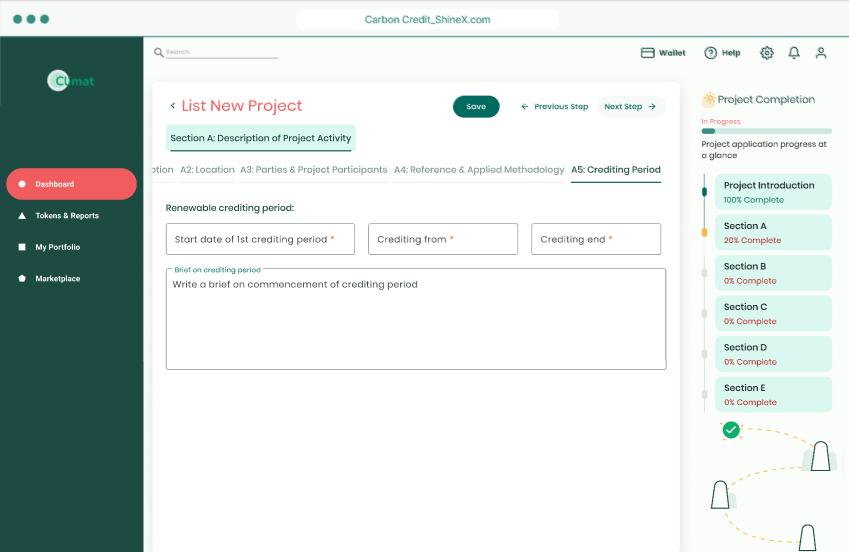 Carbon Credit_ShineX.com
Climat
Search
Wallet
Help
Dashboard
Tokens & Reports
My Portfolio
Marketplace
< List New Project
Save
← Previous Step
Next Step →
Section A: Description of Project Activity
A2: Location
A3: Parties & Project Participants
A4: Reference & Applied Methodology
A5: Crediting Period
Renewable crediting period:
Start date of 1st crediting period *
Crediting from *
Crediting end *
Brief on crediting period
Write a brief on commencement of crediting period
Project Completion
In Progress
Project application progress at
a glance
Project Introduction
100% Complete
Section A
20% Complete
Section B
0% Complete
Section C
0% Complete
Section D
0% Complete
Section E
0% Complete